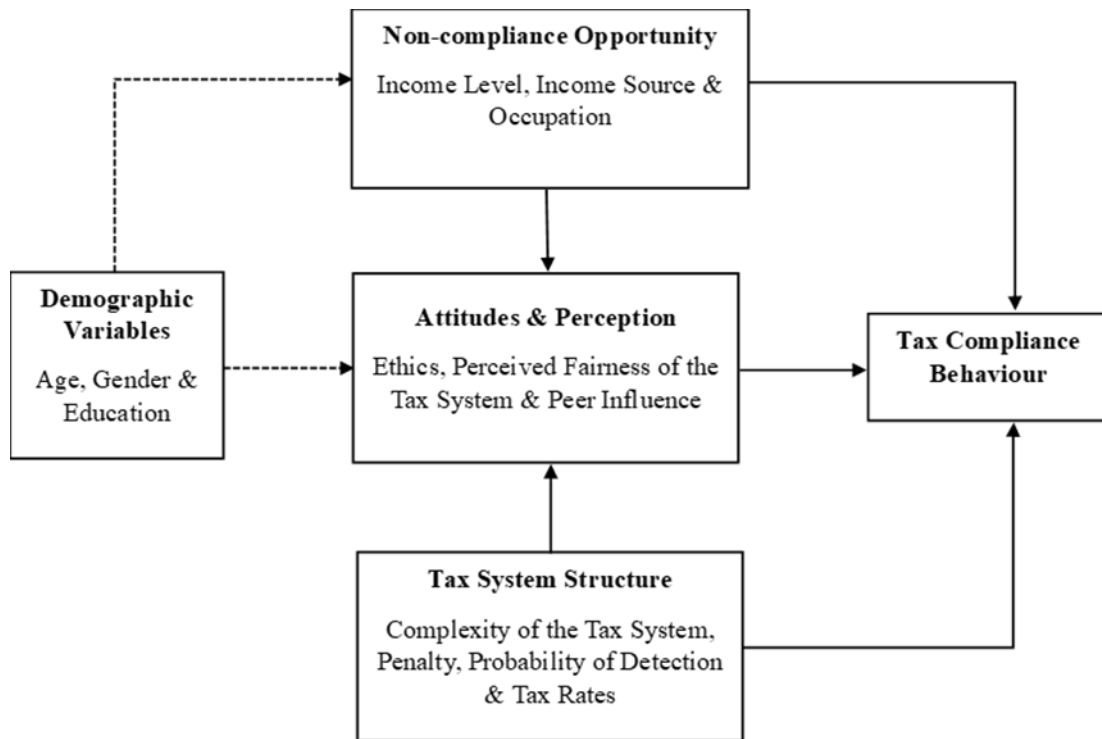 Non-compliance Opportunity
Income Level, Income Source &
Occupation
Demographic
Variables
Age, Gender &
Education
Attitudes & Perception
Ethics, Perceived Fairness of the
Tax System & Peer Influence
Tax Compliance
Behaviour
Tax System Structure
Complexity of the Tax System,
Penalty, Probability of Detection
& Tax Rates